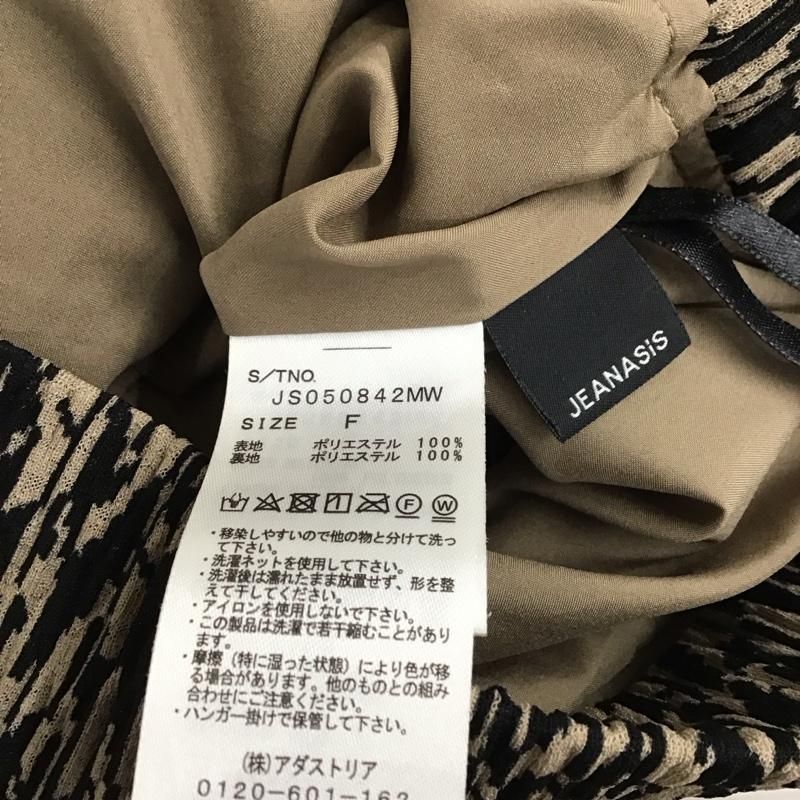 S/TNO.
JS050842MW
SIZE F
表地 ポリエステル 100%
裏地 ポリエステル 100%
F W
・移染しやすいので他の物と分けて洗っ
て下さい。
・洗濯ネットを使用して下さい。
・洗濯後は濡れたまま放置せず、形を整
えて干してください。
・アイロンを使用しないで下さい。
・この製品は洗濯で若干縮むことがあり
ます。
・摩擦（特に湿った状態）により色が移
る場合があります。他のものとの組み
合わせにご注意ください。
・ハンガー掛けで保管して下さい。
(株)アダストリア
0120-601-162
JEANASiS